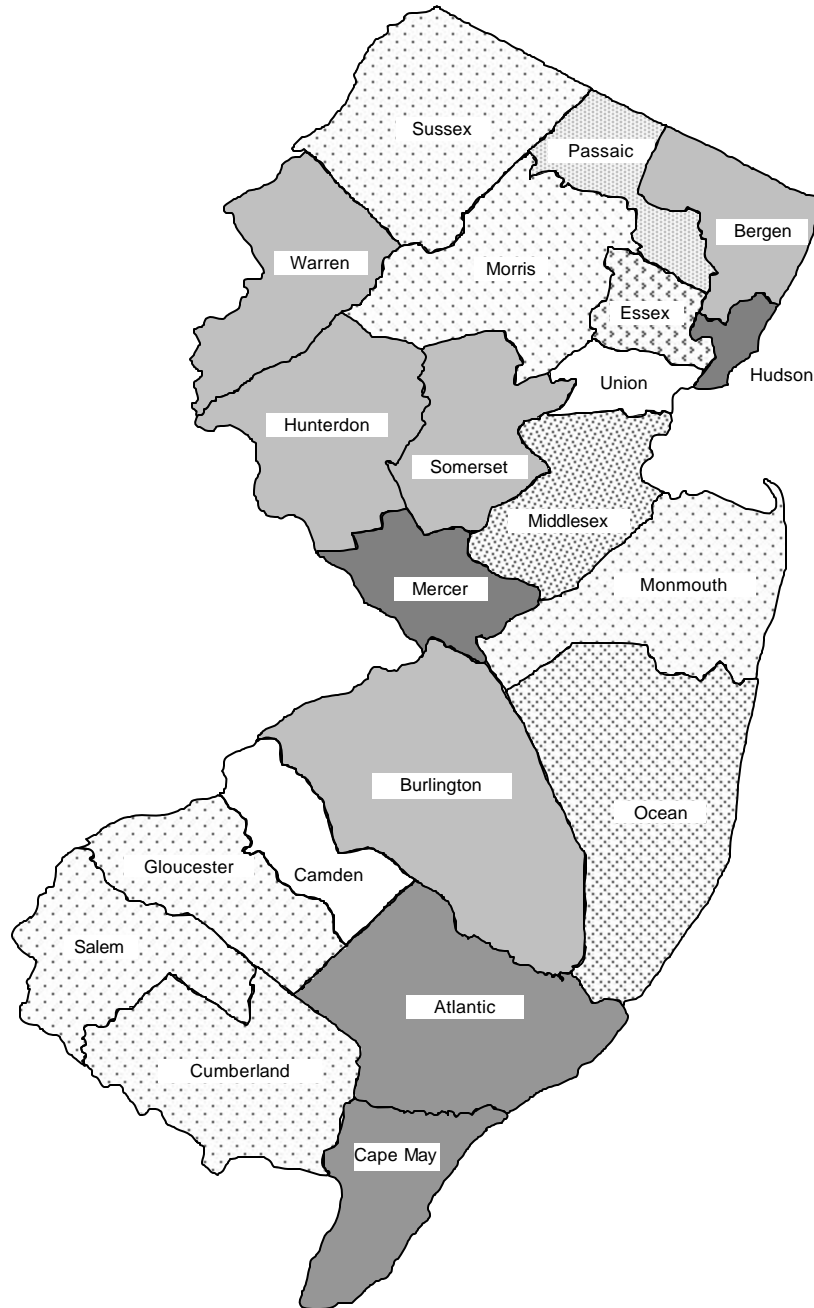 Sussex
Passaic
Bergen
Warren
Morris
Essex
Hudson
Union
Hunterdon
Somerset
Middlesex
Mercer
Monmouth
Burlington
Ocean
Gloucester
Camden
Salem
Atlantic
Cumberland
Cape May